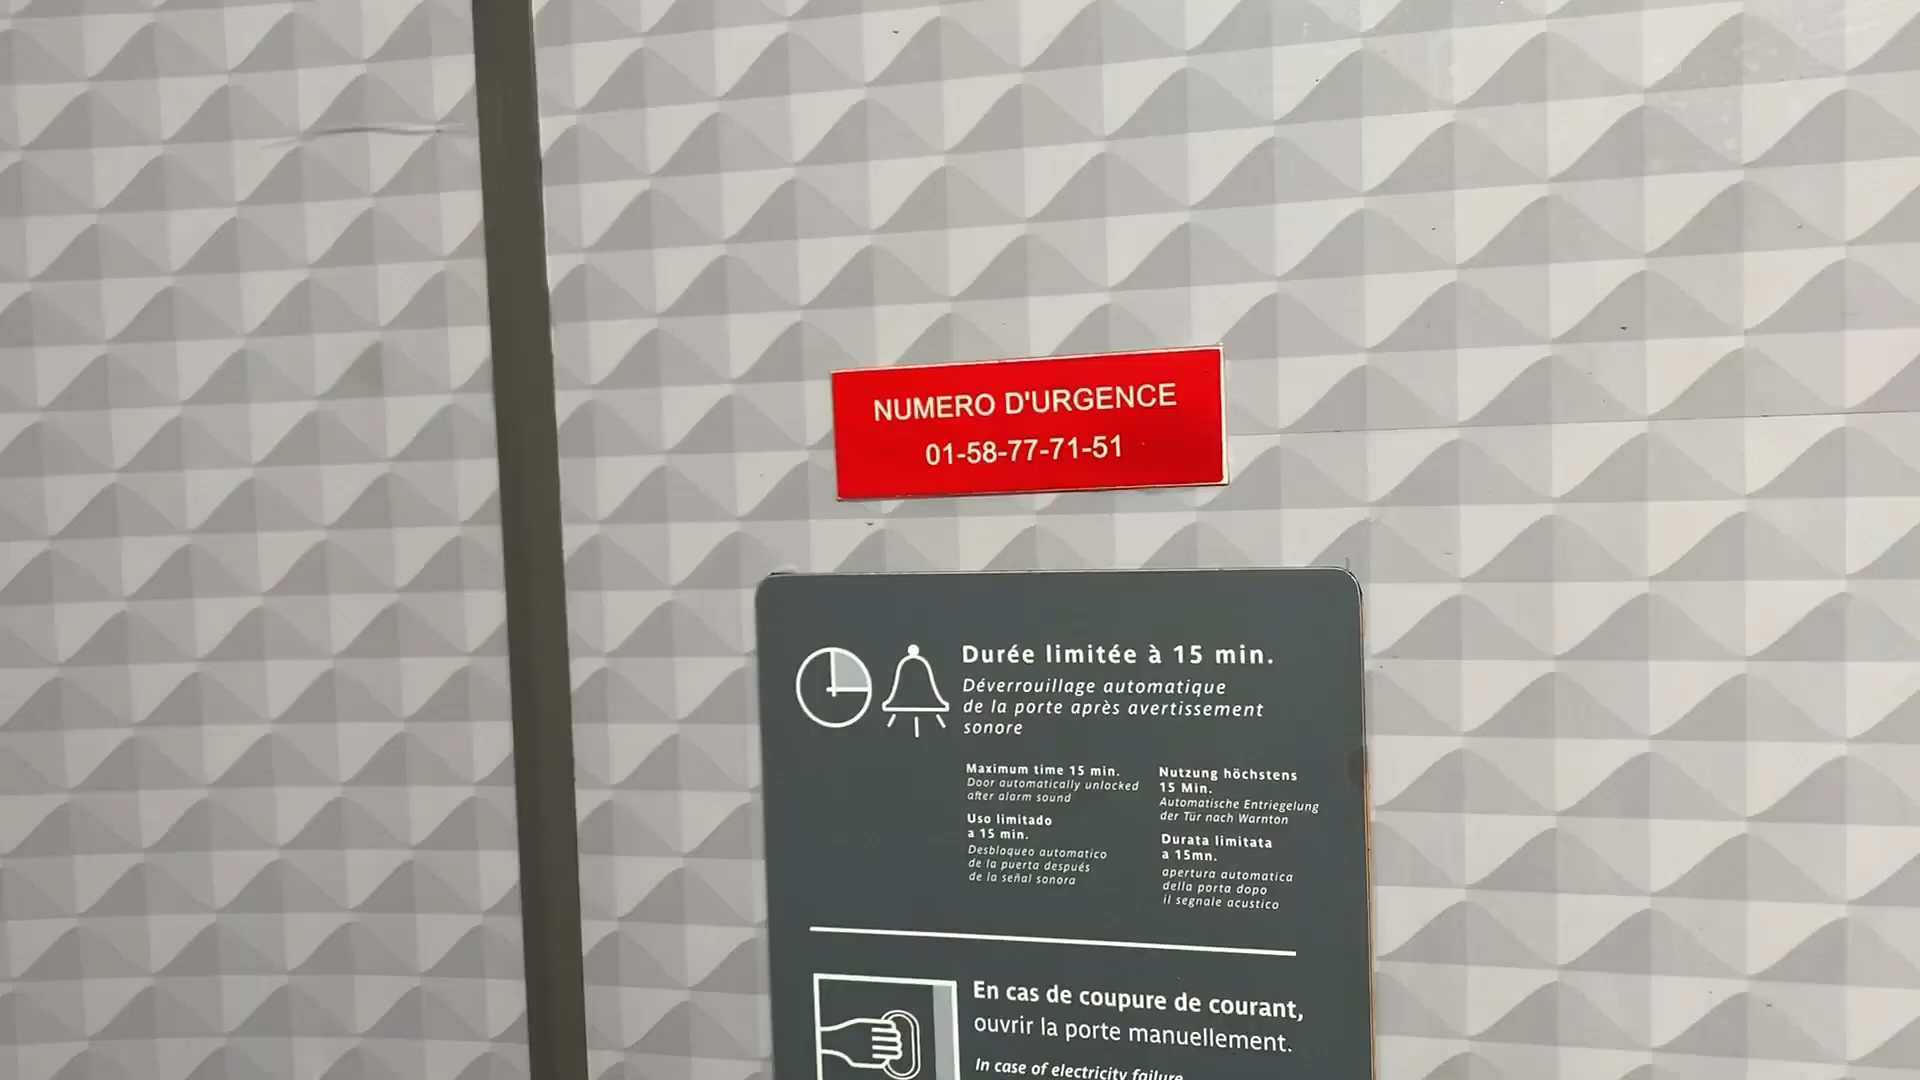 NUMERO D'URGENCE
01-58-77-71-51
Durée limitée à 15 min.
Déverrouillage automatique
de la porte après avertissement
sonore
Maximum time 15 min.
Door automatically unlocked
after alarm sound
Uso limitado
a 15 min.
Desbloqueo automatico
de la puerta después
de la señal sonora
Nutzung höchstens
15 Min.
Automatische Entriegelung
der Tür nach Warnton
Durata limitata
a 15mn.
apertura automatica
della porta dopo
il segnale acustico
En cas de coupure de courant,
ouvrir la porte manuellement.
In case of electricity failure